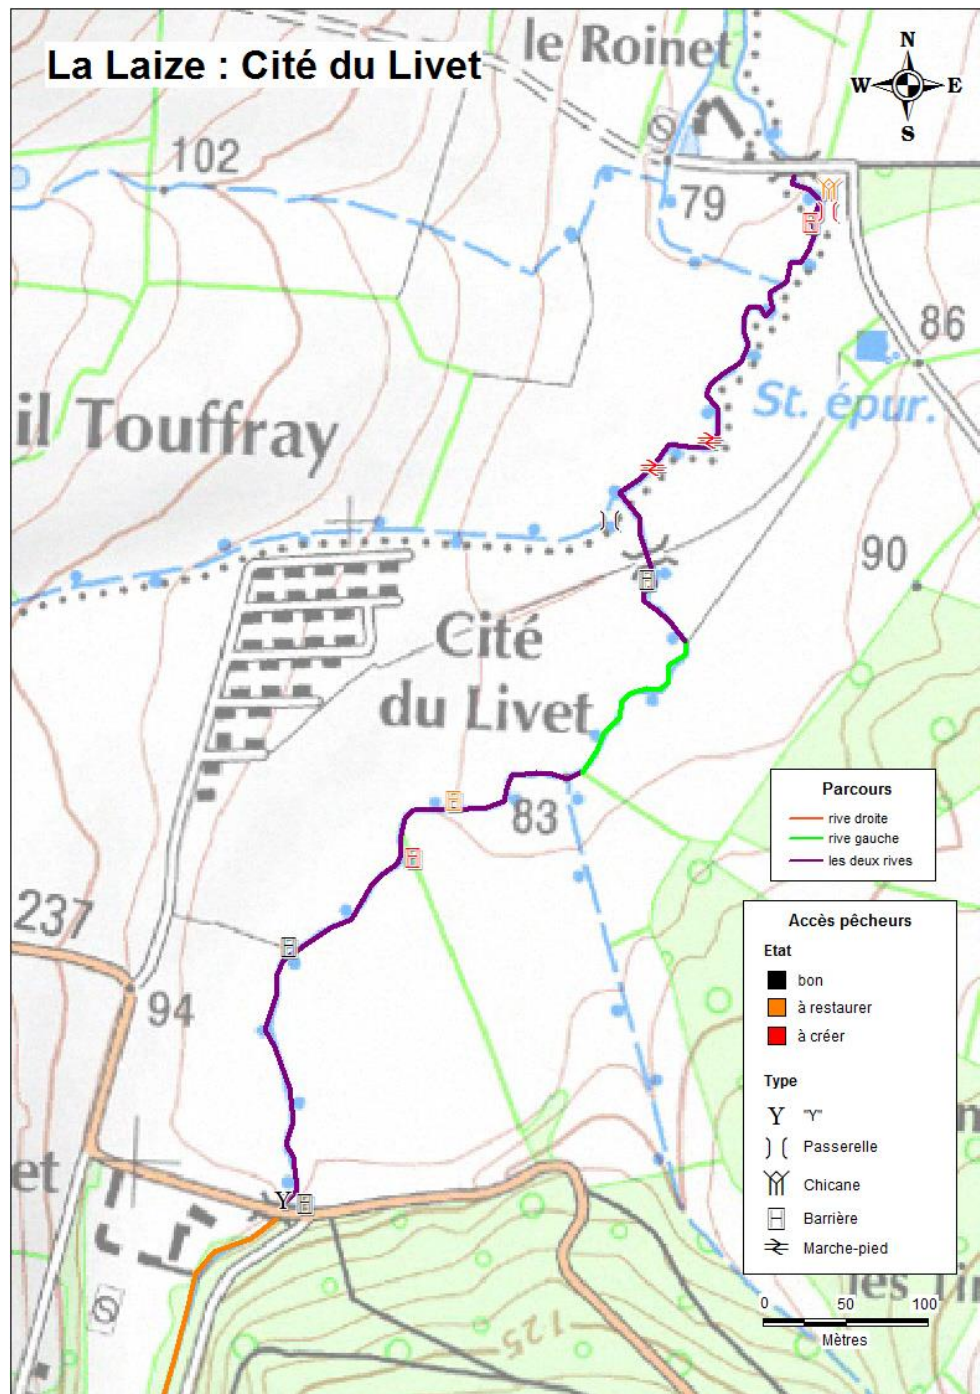 La Laize : Cité du Livet
le Roinet
N
W E
S
102
79
86
il Touffray
St. épur.
90
Cité
du Livet
83
237
94
et
125
Parcours
rive droite
rive gauche
les deux rives
Accès pêcheurs
Etat
bon
à restaurer
à créer
Type
Y "Y"
Passerelle
Chicane
Barrière
Marche-pied
Y
0 50 100
Mètres